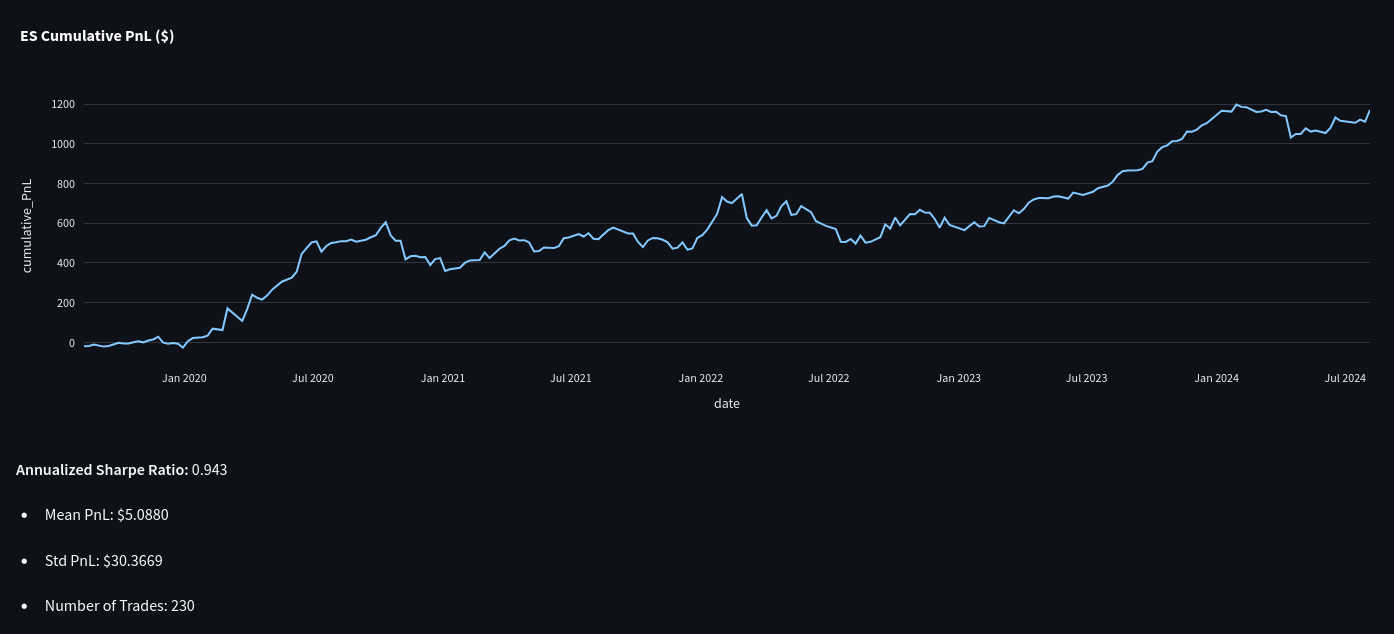 ES Cumulative PnL ($)
1200
1000
800
600
400
200
0
cumulative_PnL
Jan 2020 Jul 2020 Jan 2021 Jul 2021 Jan 2022 Jul 2022 Jan 2023 Jul 2023 Jan 2024 Jul 2024
date
Annualized Sharpe Ratio: 0.943
• Mean PnL: $5.0880
• Std PnL: $30.3669
• Number of Trades: 230